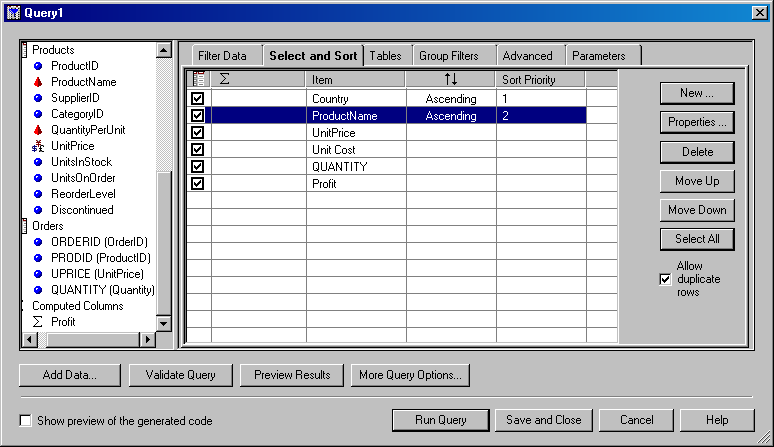 Query1
Products
ProductID
ProductName
SupplierID
CategoryID
QuantityPerUnit
UnitPrice
UnitsInStock
UnitsOnOrder
ReorderLevel
Discontinued
Orders
ORDERID (OrderID)
PRODID (ProductID)
UPRICE (UnitPrice)
QUANTITY (Quantity)
Computed Columns
Σ Profit
Filter Data Select and Sort Tables Group Filters Advanced Parameters
Σ Item ↑↓ Sort Priority
Country Ascending 1
ProductName Ascending 2
UnitPrice
Unit Cost
QUANTITY
Profit
New ...
Properties ...
Delete
Move Up
Move Down
Select All
Allow
duplicate
rows
Add Data... Validate Query Preview Results More Query Options...
Show preview of the generated code
Run Query Save and Close Cancel Help